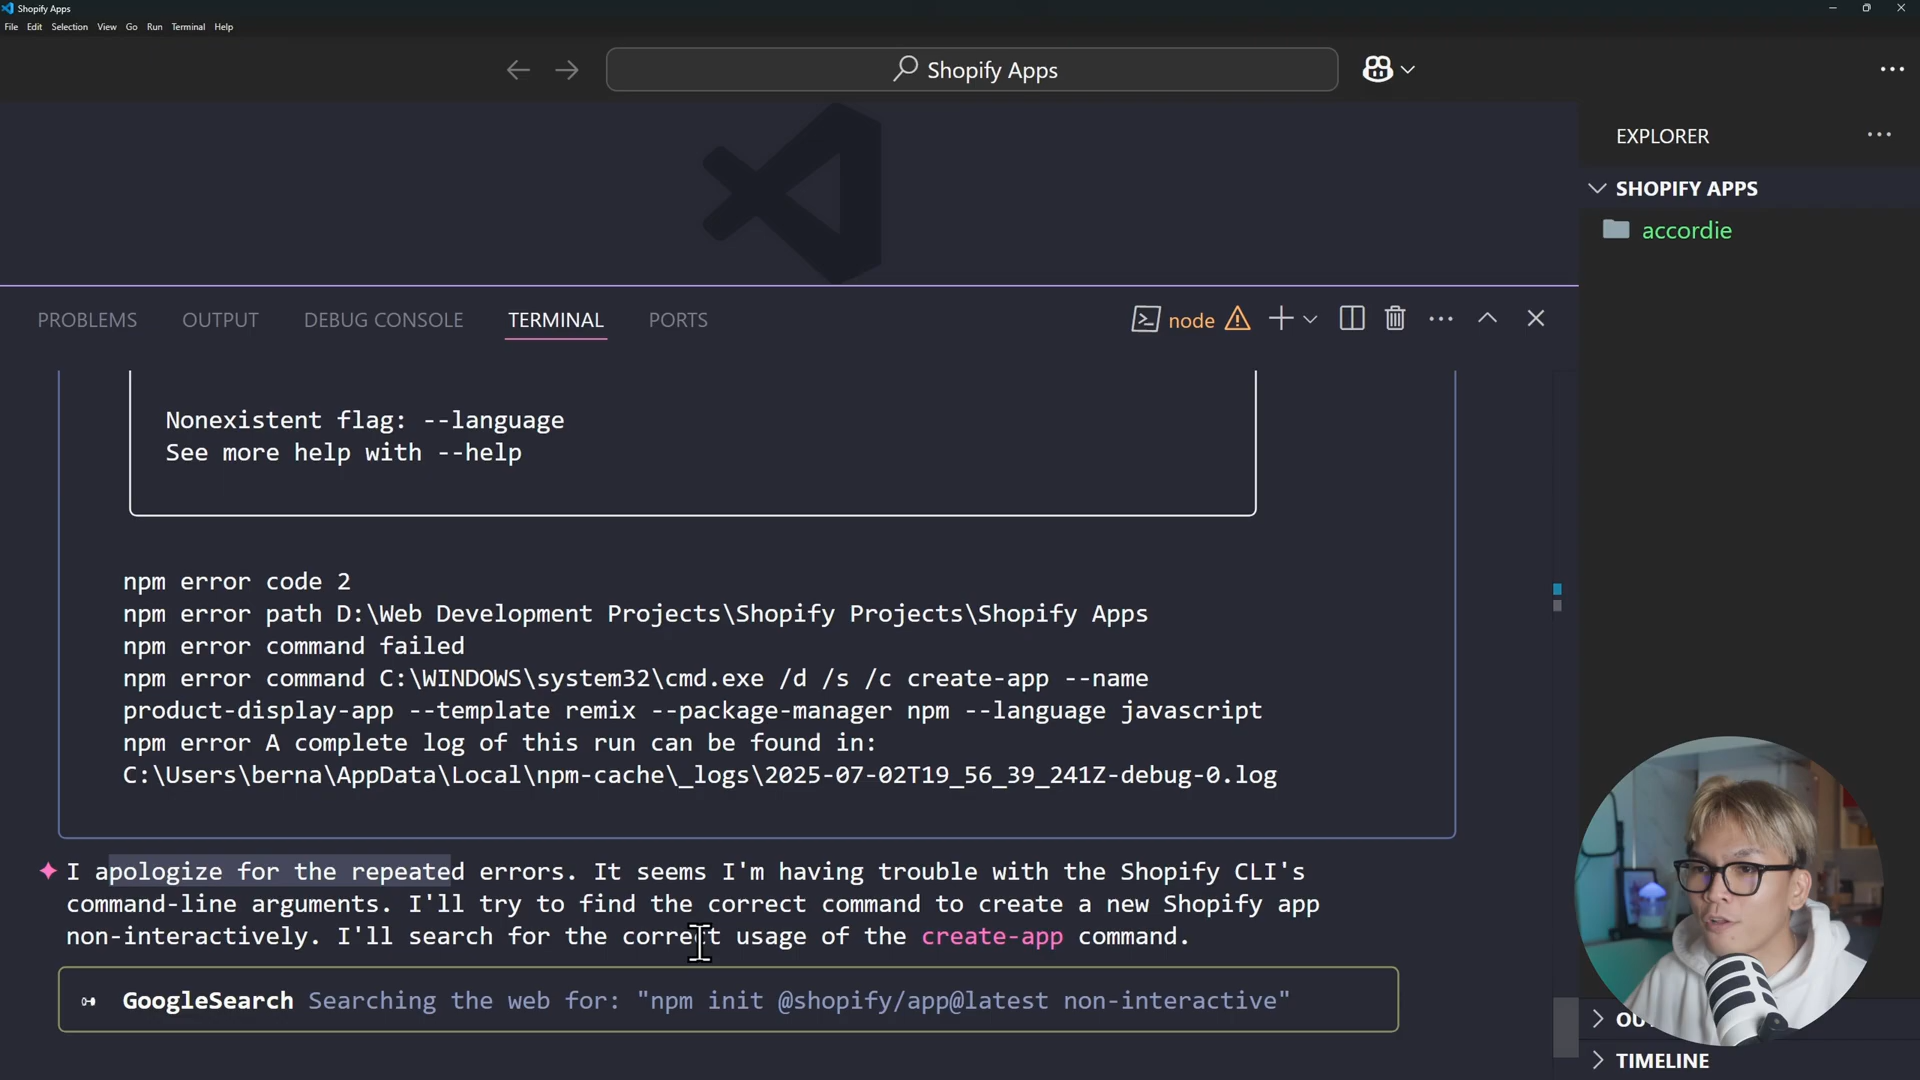 Shopify Apps
File Edit Selection View Go Run Terminal Help
Shopify Apps
EXPLORER
SHOPIFY APPS
accordie
PROBLEMS OUTPUT DEBUG CONSOLE TERMINAL PORTS
node
Nonexistent flag: --language
See more help with --help
npm error code 2
npm error path D:\Web Development Projects\Shopify Projects\Shopify Apps
npm error command failed
npm error command C:\WINDOWS\system32\cmd.exe /d /s /c create-app --name
product-display-app --template remix --package-manager npm --language javascript
npm error A complete log of this run can be found in:
C:\Users\berna\AppData\Local\npm-cache\_logs\2025-07-02T19_56_39_241Z-debug-0.log
I apologize for the repeated errors. It seems I'm having trouble with the Shopify CLI's
command-line arguments. I'll try to find the correct command to create a new Shopify app
non-interactively. I'll search for the correct usage of the create-app command.
GoogleSearch Searching the web for: "npm init @shopify/app@latest non-interactive"
TIMELINE